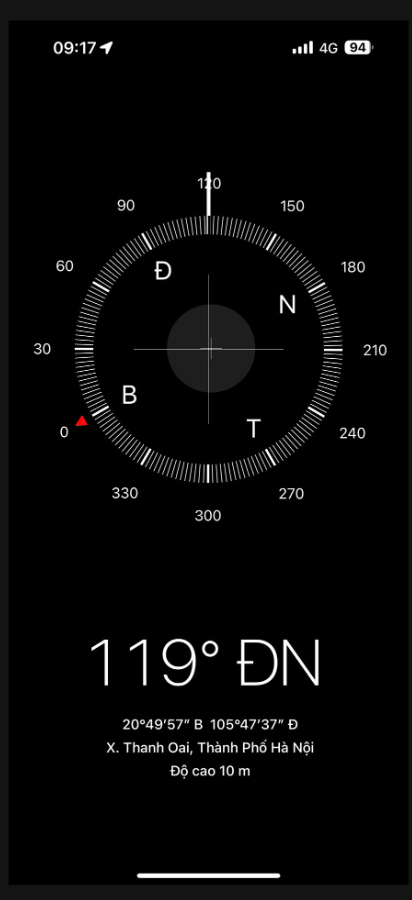 09:17 4G 94
120
90 150
Đ
60 180
N
30 210
B
T
0 240
330 270
300
119° ĐN
20°49’57” B 105°47’37” Đ
X. Thanh Oai, Thành Phố Hà Nội
Độ cao 10 m